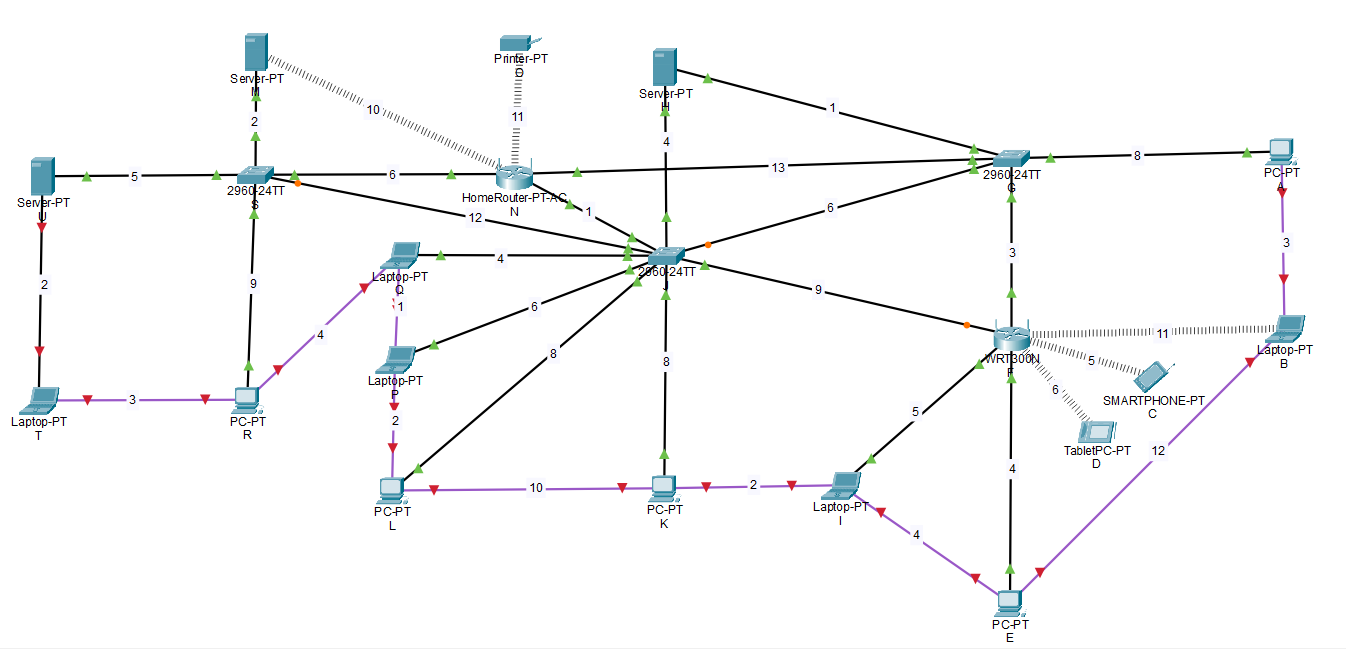 Server-PT
M
Printer-PT
O
Server-PT
H
10
11
1
2
4
5
6
13
8
Server-PT
U
2960-24TT
S
HomeRouter-PT-AC
N
2960-24TT
G
PC-PT
A
12
1
6
3
2
9
Laptop-PT
Q
4
2960-24TT
J
3
1
6
9
4
8
8
WRT300N
F
11
5
6
Laptop-PT
B
Laptop-PT
P
SMARTPHONE-PT
C
Laptop-PT
T
3
PC-PT
R
2
5
TabletPC-PT
D
12
4
PC-PT
L
10
PC-PT
K
2
Laptop-PT
I
4
PC-PT
E